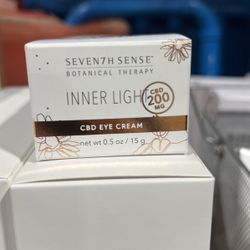 SEVEN7H SENSE®
BOTANICAL THERAPY
INNER LIGHT
CBD
200
MG
CBD EYE CREAM
net wt 0.5 oz / 15 g